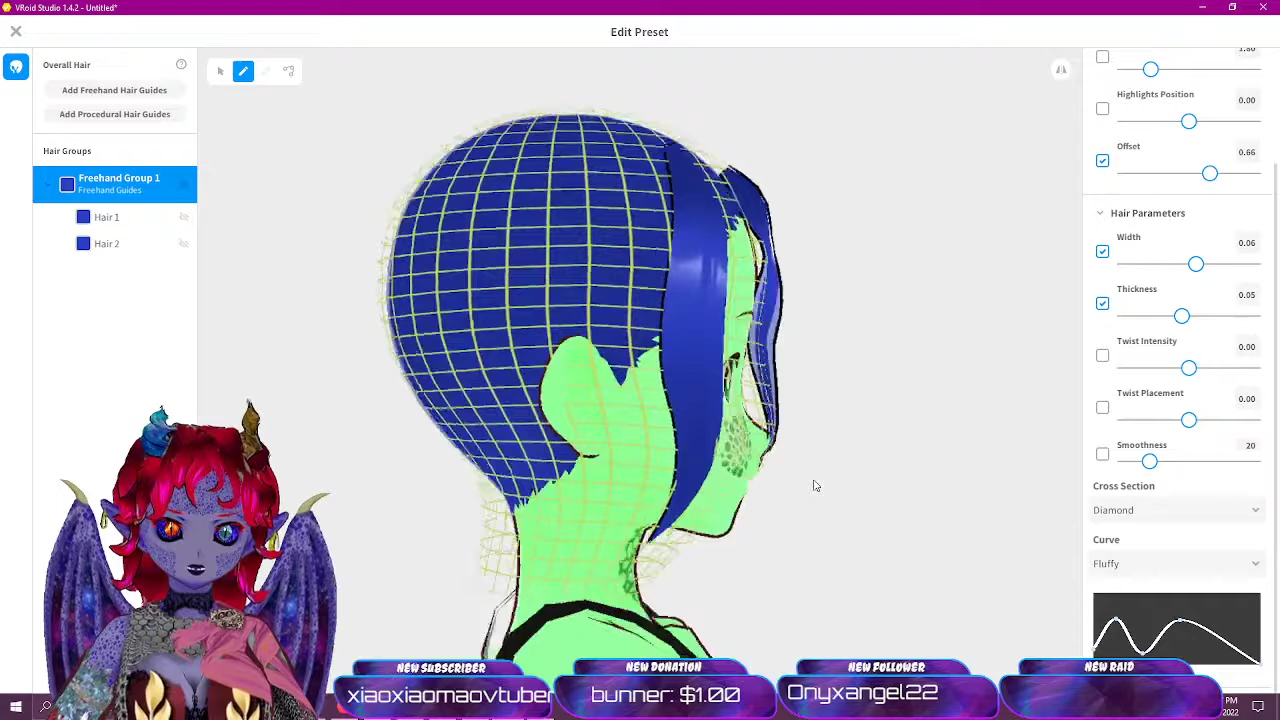 VRoid Studio 1.4.2 - Untitled*
Edit Preset
Overall Hair
Add Freehand Hair Guides
Add Procedural Hair Guides
Hair Groups
Freehand Group 1
Freehand Guides
Hair 1
Hair 2
1.80
Highlights Position
0.00
Offset
0.66
Hair Parameters
Width
0.06
Thickness
0.05
Twist Intensity
0.00
Twist Placement
0.00
Smoothness
20
Cross Section
Diamond
Curve
Fluffy
NEW SUBSCRIBER
NEW DONATION
NEW FOLLOWER
NEW RAID
xiaoxiaomaovtuber
bunner: $1.00
Onyxangel22
PM